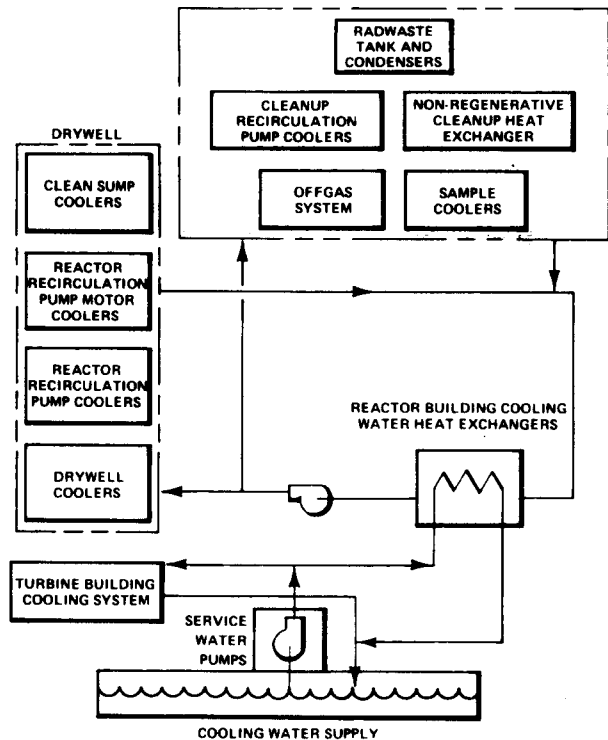 RADWASTE
TANK AND
CONDENSERS
CLEANUP
RECIRCULATION
PUMP COOLERS
NON-REGENERATIVE
CLEANUP HEAT
EXCHANGER
OFFGAS
SYSTEM
SAMPLE
COOLERS
DRYWELL
CLEAN SUMP
COOLERS
REACTOR
RECIRCULATION
PUMP MOTOR
COOLERS
REACTOR
RECIRCULATION
PUMP COOLERS
DRYWELL
COOLERS
REACTOR BUILDING COOLING
WATER HEAT EXCHANGERS
TURBINE BUILDING
COOLING SYSTEM
SERVICE
WATER
PUMPS
COOLING WATER SUPPLY